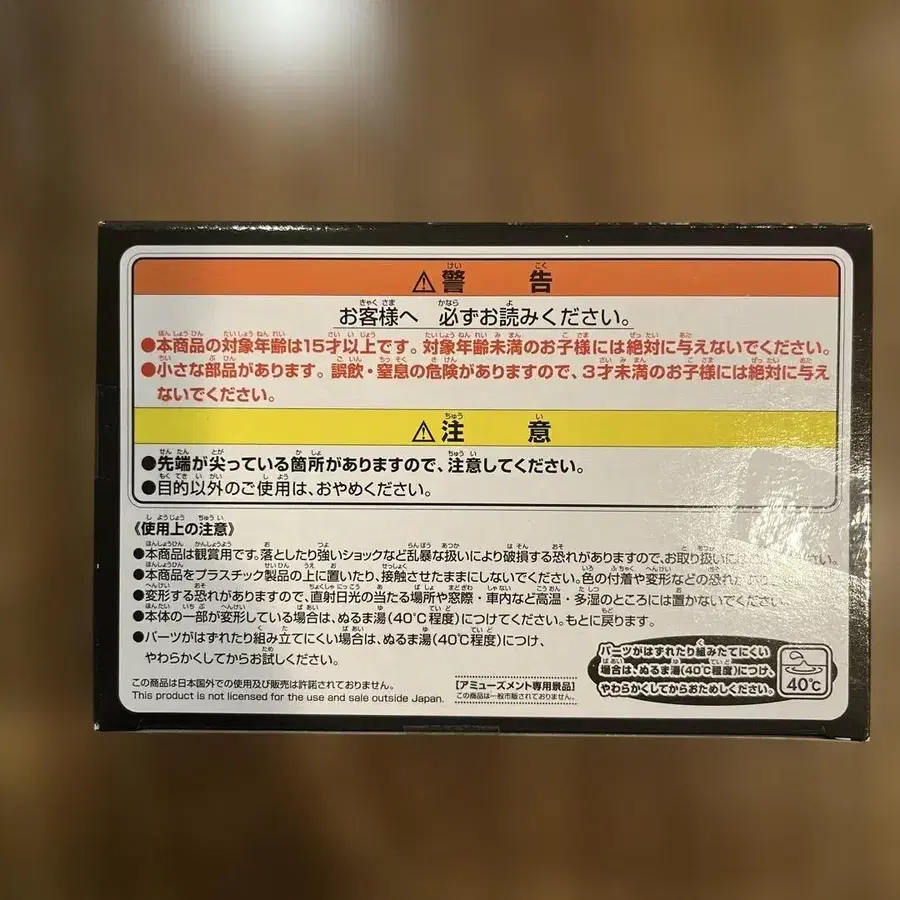 ⚠警告
お客様へ 必ずお読みください。
●本商品の対象年齢は15才以上です。対象年齢未満のお子様には絶対に与えないでください。
●小さな部品があります。誤飲・窒息の危険がありますので、3才未満のお子様には絶対に与え
ないでください。
⚠注意
●先端が尖っている箇所がありますので、注意してください。
●目的以外のご使用は、おやめください。
《使用上の注意》
●本商品は観賞用です。落としたり強いショックなど乱暴な扱いにより破損する恐れがありますので、お取り扱いには
●本商品をプラスチック製品の上に置いたり、接触させたままにしないでください。色の付着や変形などの恐れが
●変形する恐れがありますので、直射日光の当たる場所や窓際・車内など高温・多湿のところには置かないでください。
●本体の一部が変形している場合は、ぬるま湯(40℃程度)につけてください。もとに戻ります。
●パーツがはずれたり組み立てにくい場合は、ぬるま湯(40℃程度)につけ、
やわらかくしてからお試しください。
パーツがはずれたり組みたてにくい
場合は、ぬるま湯(40℃程度)につけ、
やわらかくしてからおためしください。
40℃
この商品は日本国外での使用及び販売は許諾されておりません。
This product is not licensed for the use and sale outside Japan.
【アミューズメント専用景品】
この商品は一般市販されておりません。